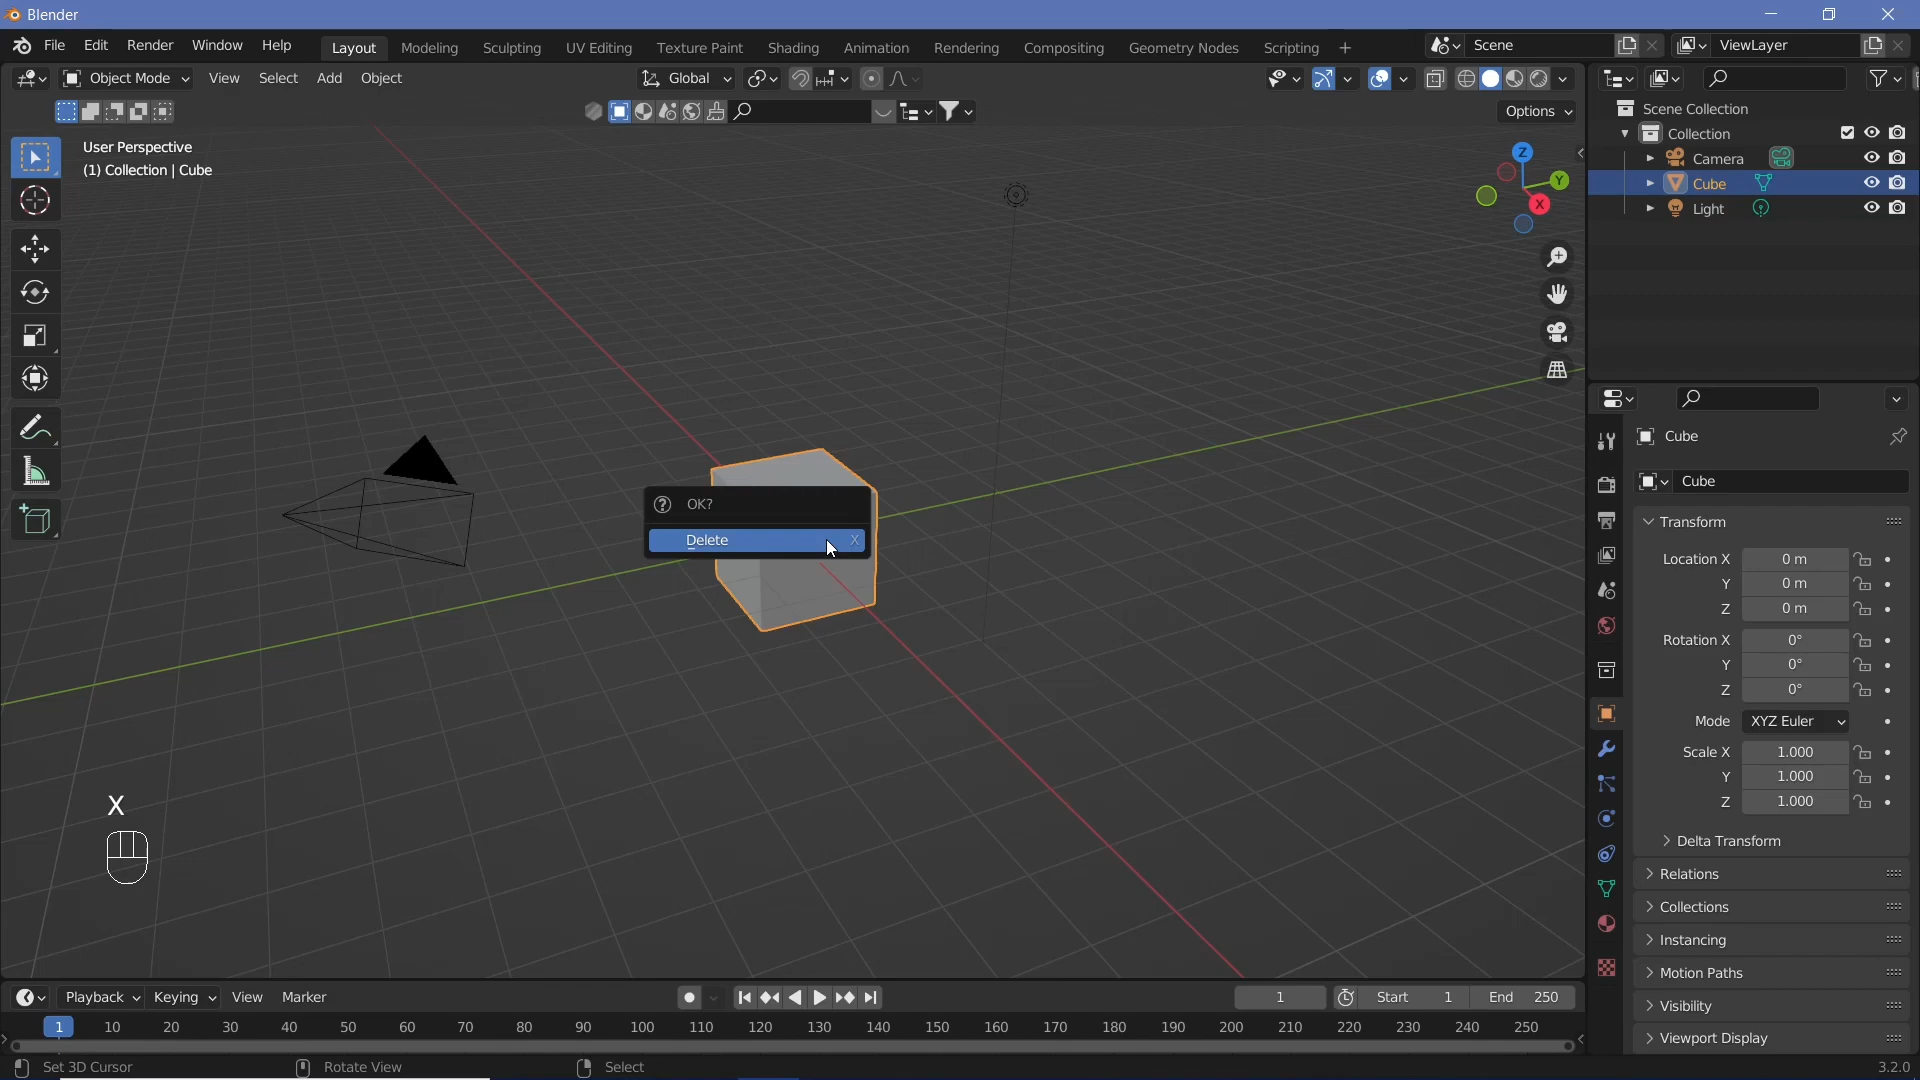 Blender
File Edit Render Window Help Layout Modeling Sculpting UV Editing Texture Paint Shading Animation Rendering Compositing Geometry Nodes Scripting + Scene ViewLayer
Object Mode View Select Add Object Global
Options
User Perspective
(1) Collection | Cube
Z
Y
X
Scene Collection
Collection
Camera
Cube
Light
OK?
Delete X
X
Cube
Cube
Transform
Location X 0 m
Y 0 m
Z 0 m
Rotation X 0°
Y 0°
Z 0°
Mode XYZ Euler
Scale X 1.000
Y 1.000
Z 1.000
Delta Transform
Relations
Collections
Instancing
Motion Paths
Visibility
Viewport Display
Playback Keying View Marker 1 Start 1 End 250
1 10 20 30 40 50 60 70 80 90 100 110 120 130 140 150 160 170 180 190 200 210 220 230 240 250
Set 3D Cursor Rotate View Select 3.2.0